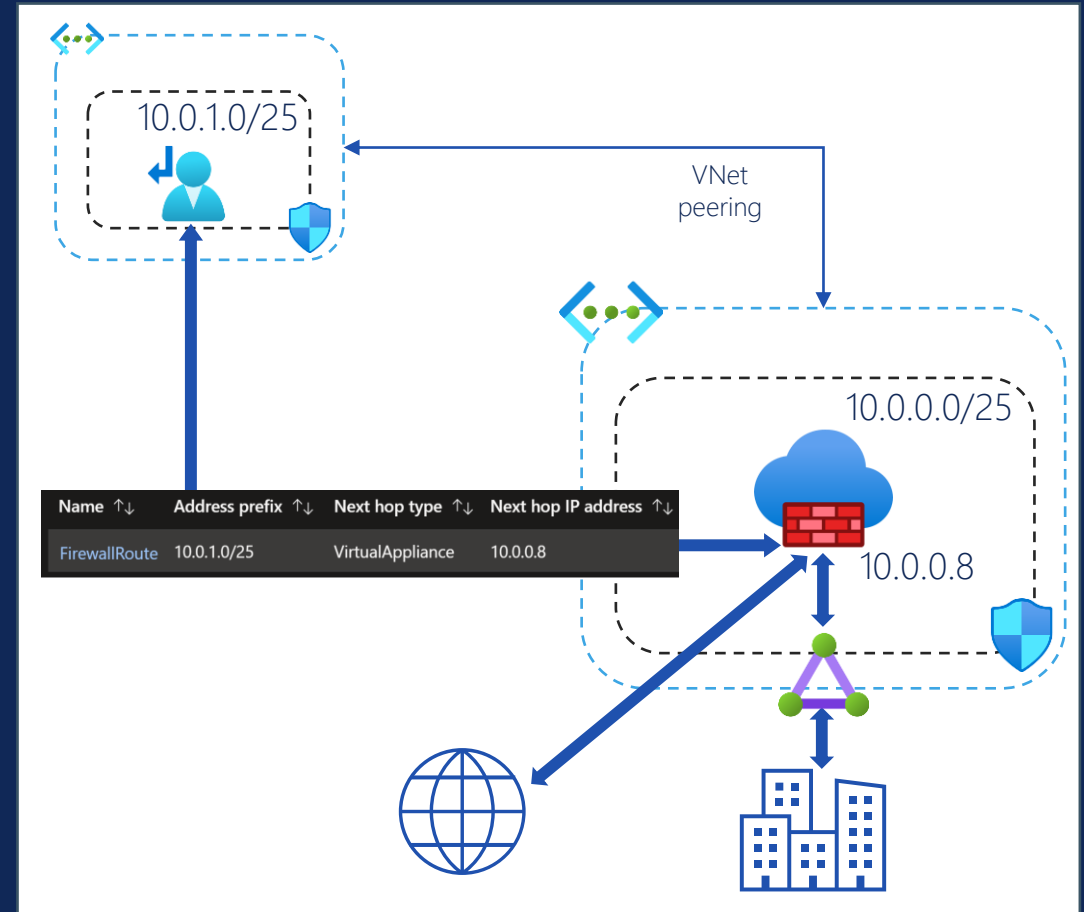 10.0.1.0/25
VNet
peering
10.0.0.0/25
Name ↑↓ Address prefix ↑↓ Next hop type ↑↓ Next hop IP address ↑↓
FirewallRoute 10.0.1.0/25 VirtualAppliance 10.0.0.8
10.0.0.8